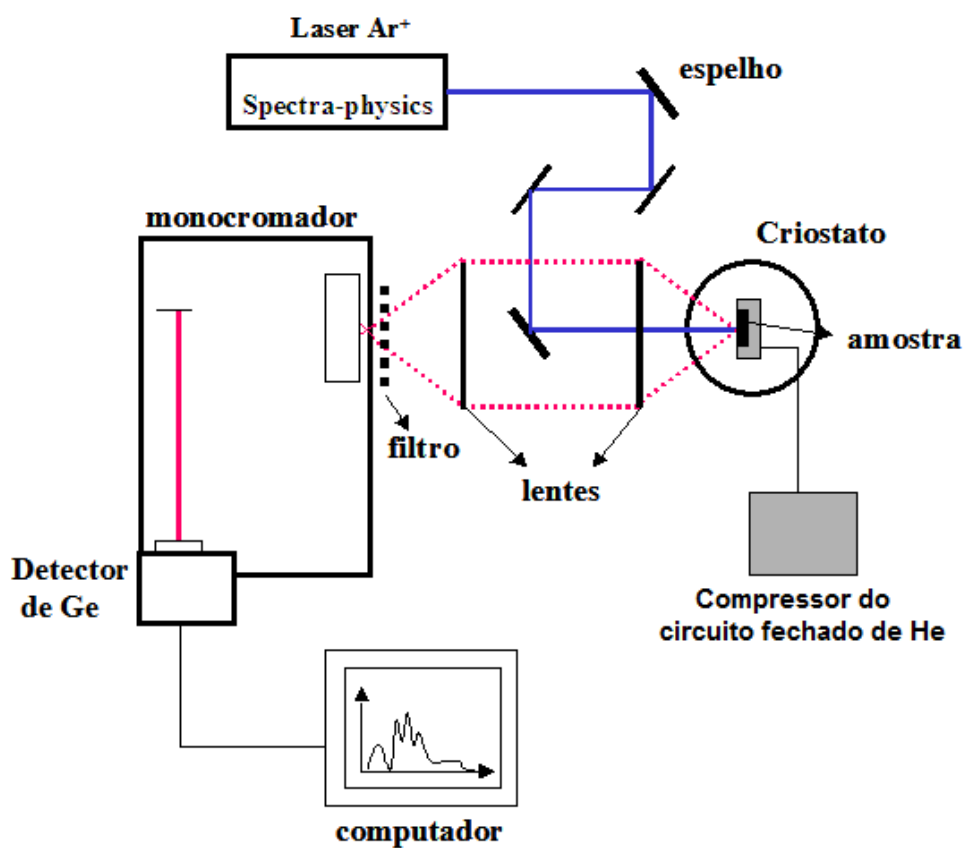 Laser Ar⁺
Spectra-physics
espelho
monocromador
Criostato
amostra
filtro
lentes
Detector
de Ge
Compressor do
circuito fechado de He
computador